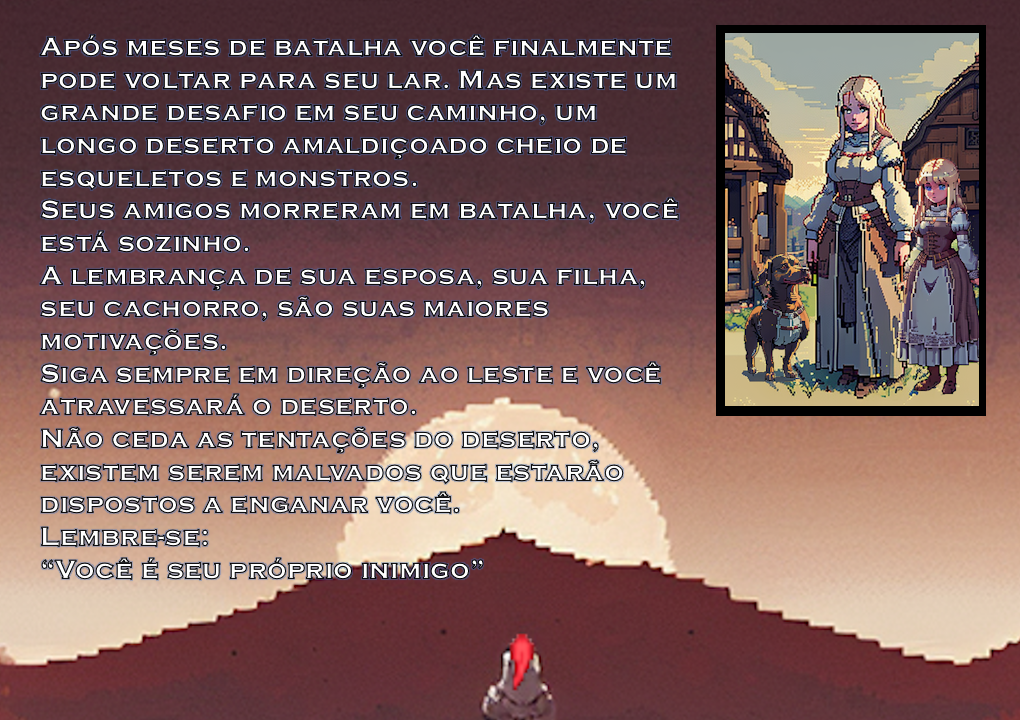 Após meses de batalha você finalmente
pode voltar para seu lar. Mas existe um
grande desafio em seu caminho, um
longo deserto amaldiçoado cheio de
esqueletos e monstros.
Seus amigos morreram em batalha, você
está sozinho.
A lembrança de sua esposa, sua filha,
seu cachorro, são suas maiores
motivações.
Siga sempre em direção ao leste e você
atravessará o deserto.
Não ceda as tentações do deserto,
existem serem malvados que estarão
dispostos a enganar você.
Lembre-se:
“Você é seu próprio inimigo”